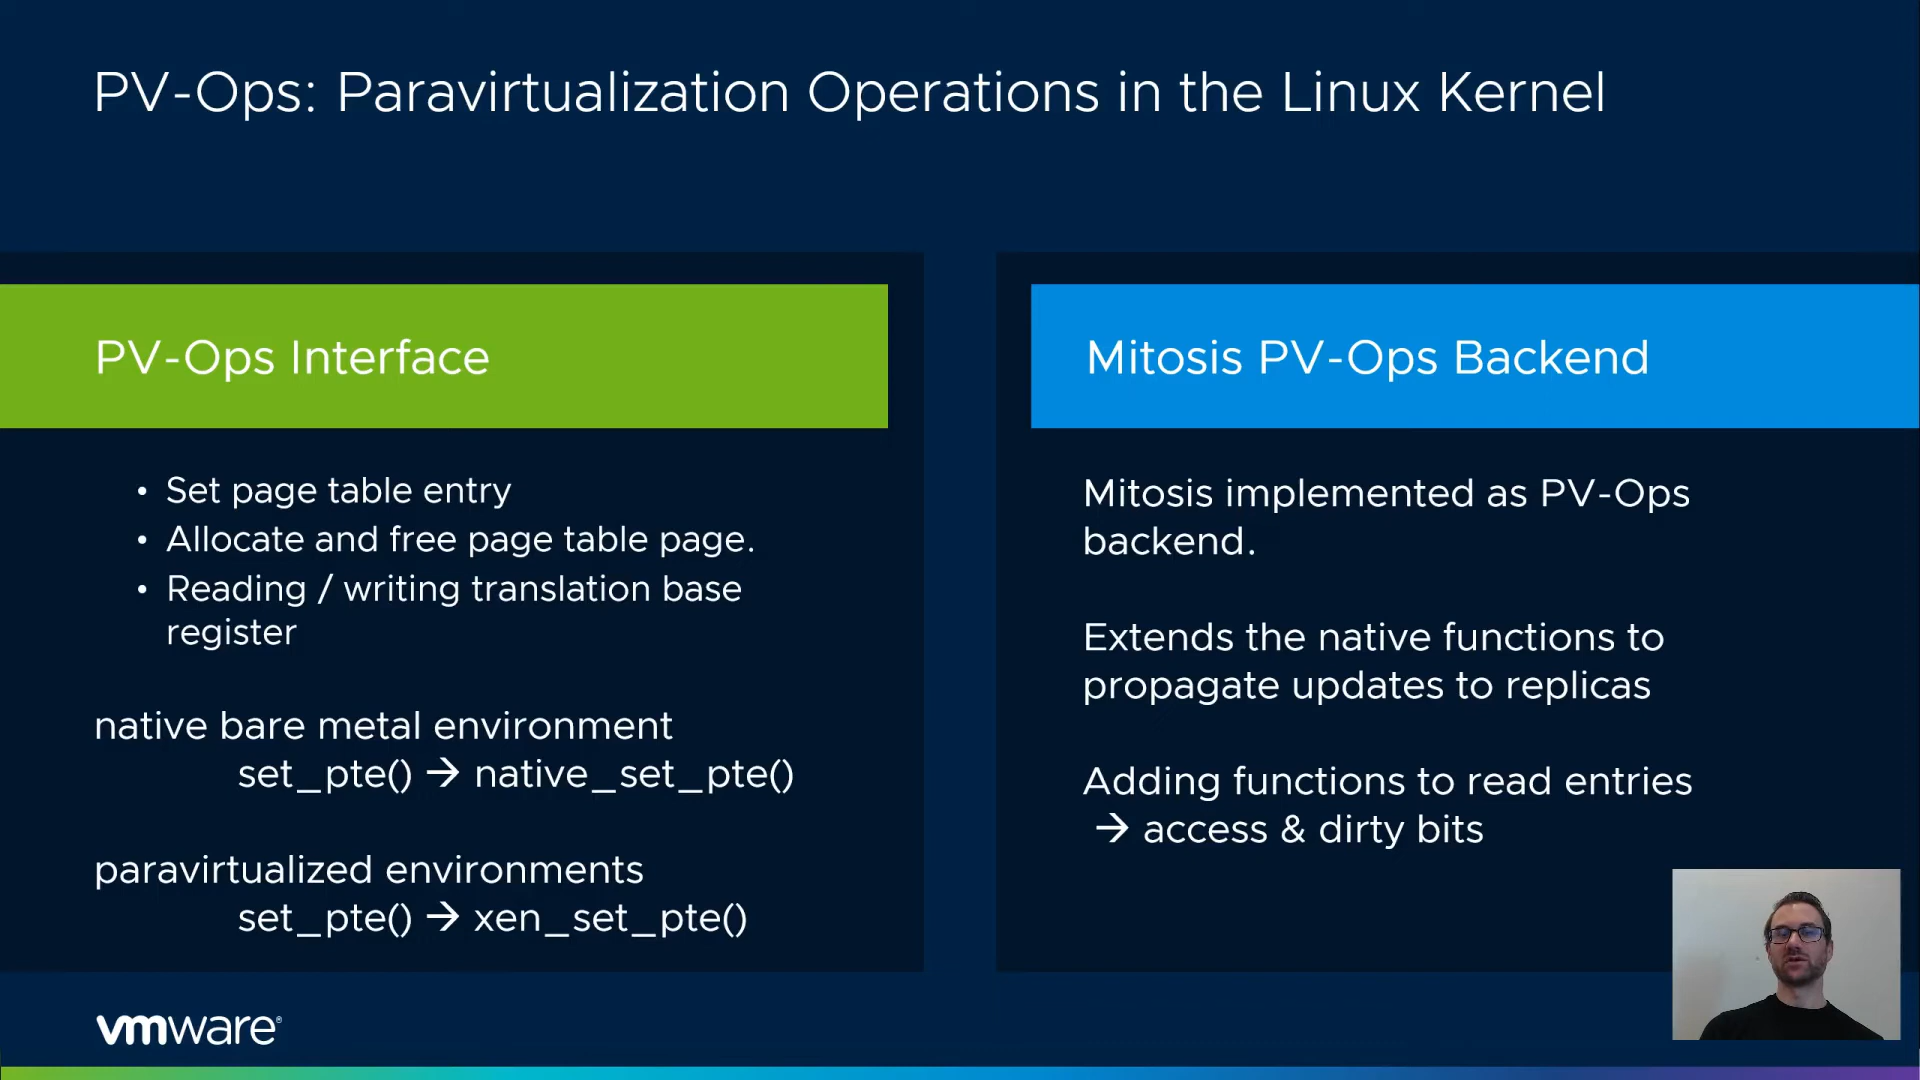 PV-Ops: Paravirtualization Operations in the Linux Kernel
PV-Ops Interface
• Set page table entry
• Allocate and free page table page.
• Reading / writing translation base
register
native bare metal environment
set_pte() → native_set_pte()
paravirtualized environments
set_pte() → xen_set_pte()
Mitosis PV-Ops Backend
Mitosis implemented as PV-Ops
backend.
Extends the native functions to
propagate updates to replicas
Adding functions to read entries
→ access & dirty bits
vmware®